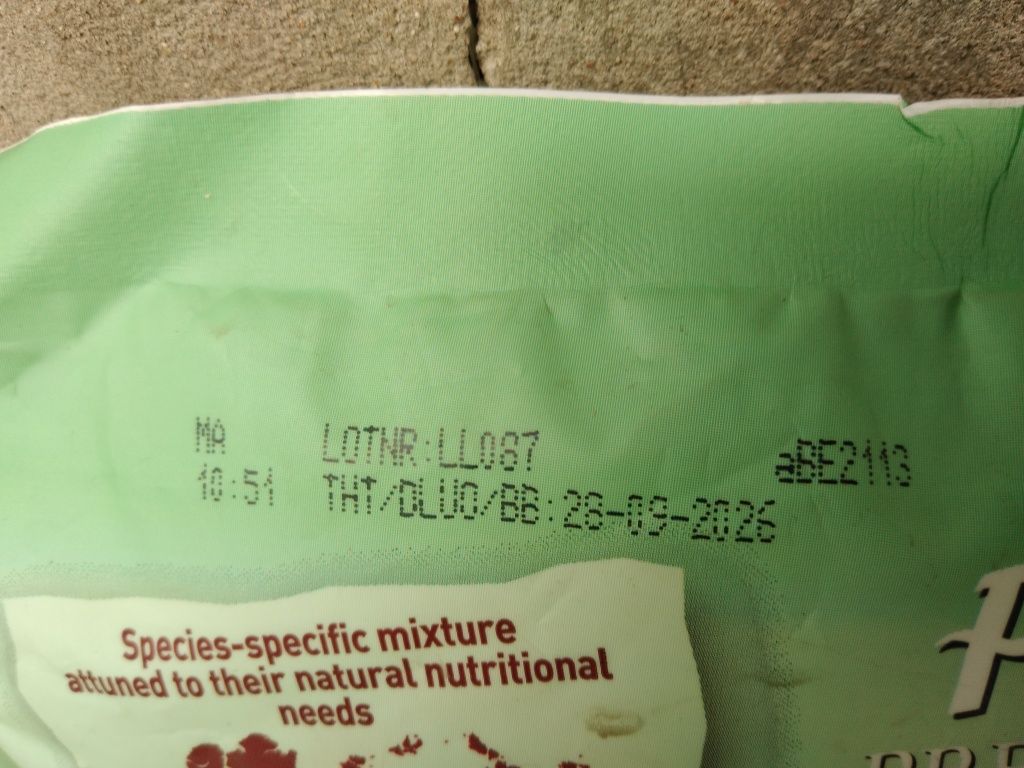 MA LOTNR:LL087 aBE2113
10:51 THT/DLUO/BB:26-09-2026
Species-specific mixture
attuned to their natural nutritional
needs